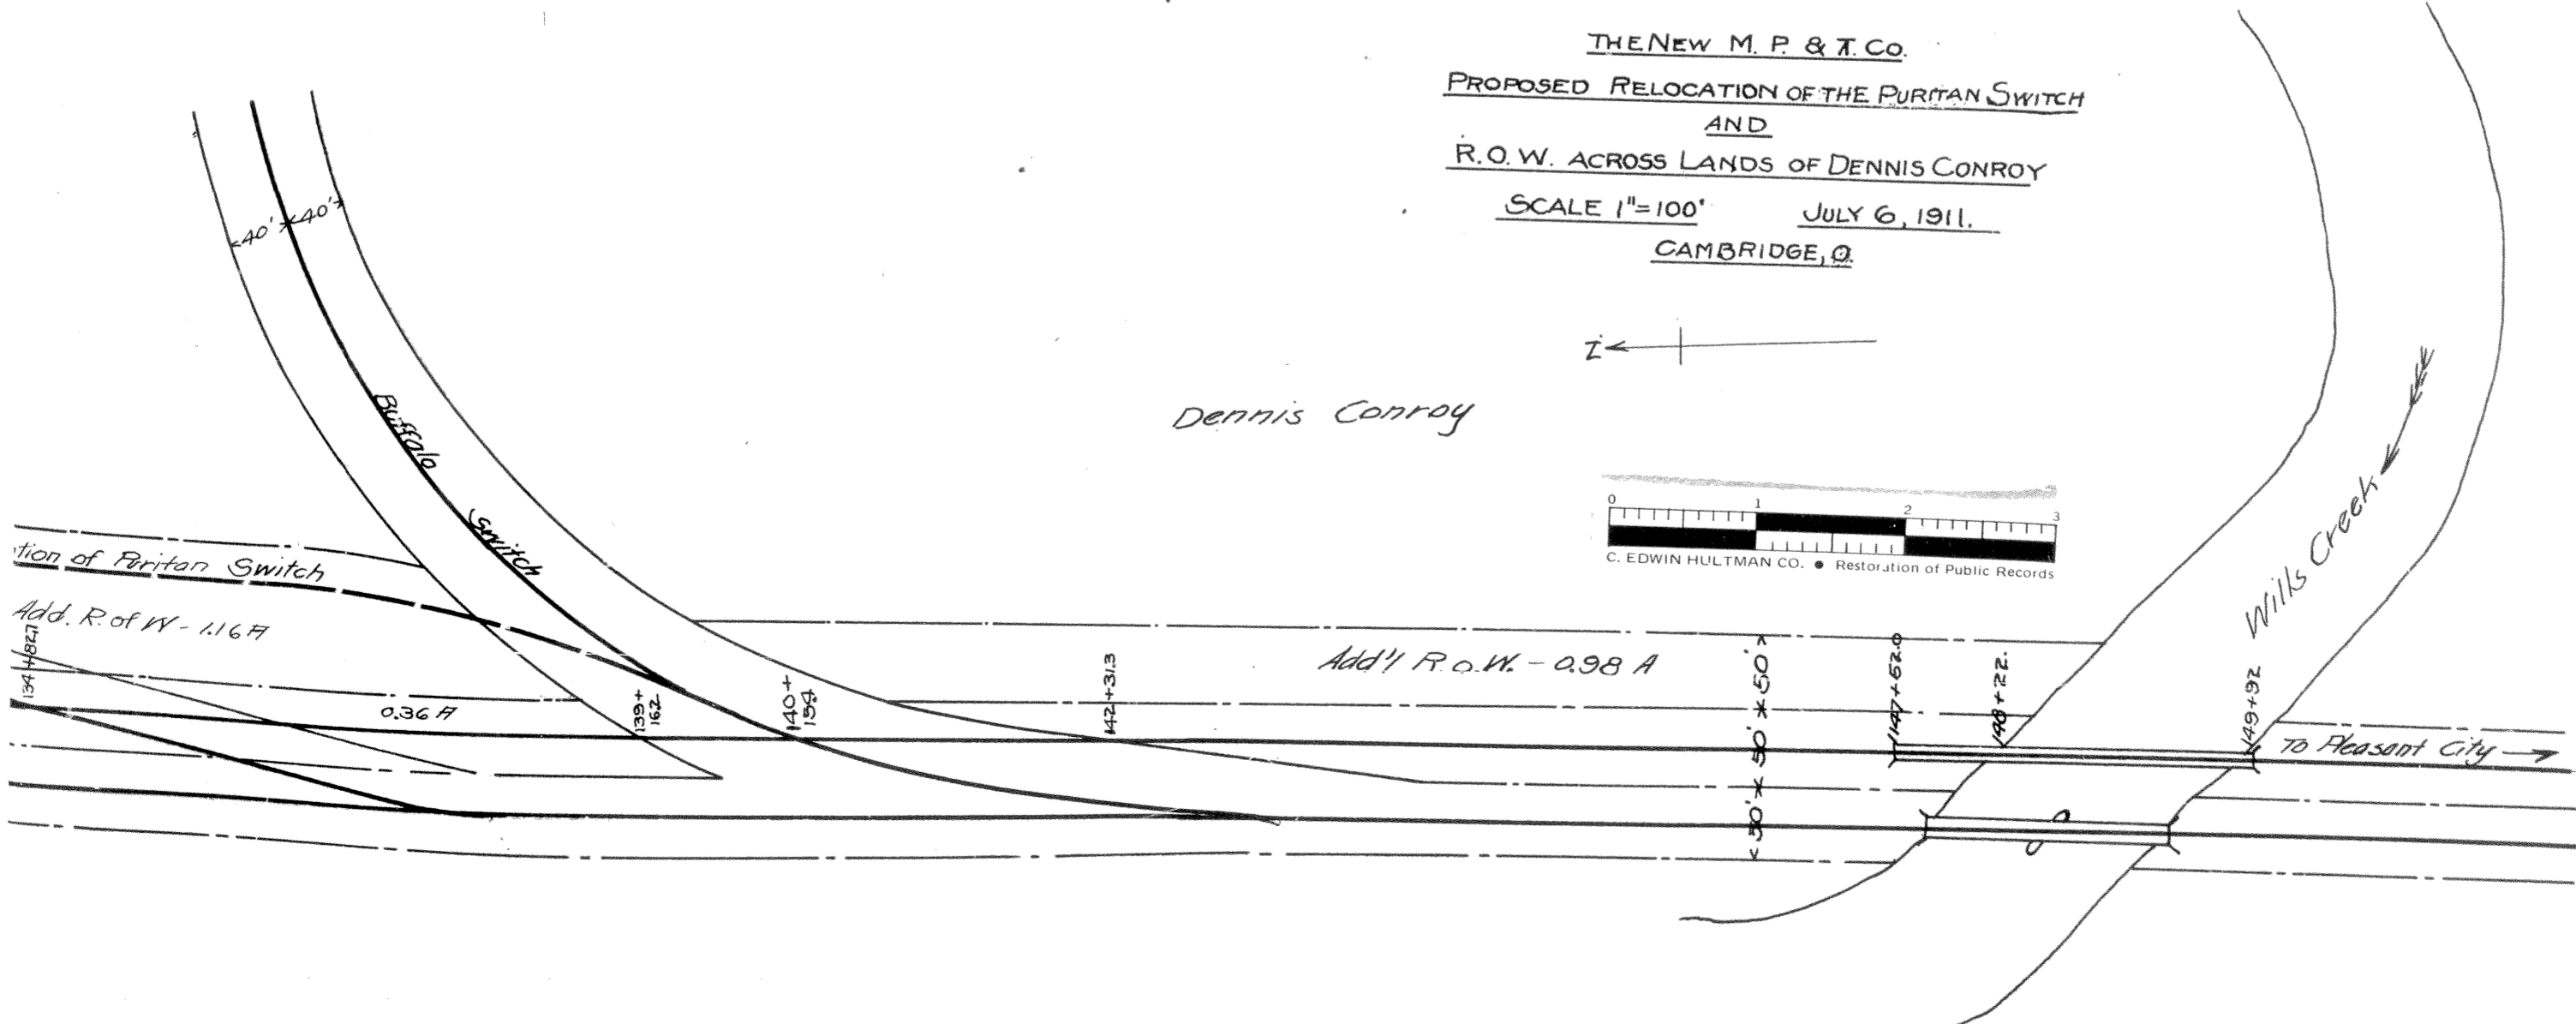 THE NEW M. P. & T. CO.
PROPOSED RELOCATION OF THE PURITAN SWITCH
AND
R.O.W. ACROSS LANDS OF DENNIS CONROY
SCALE 1"=100' JULY 6, 1911.
CAMBRIDGE, O.
N
40' 40'
Buffalo Switch
Dennis Conroy
0 1 2 3
C. EDWIN HULTMAN CO. ● Restoration of Public Records
Wills Creek
tion of Puritan Switch
Add. R. of W - 1.16 A
134+82.7
0.36 A
139+
16.2
140+
15.4
142+31.3
Add'l R.O.W. - 0.98 A
50'
50'
50'
147+52.0
148+22.
149+92
To Pleasant City